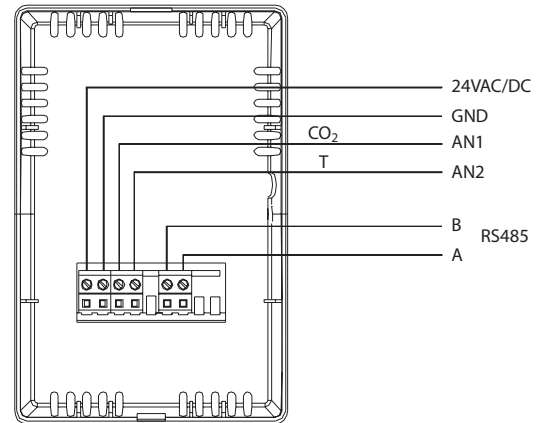 24VAC/DC
GND
CO₂ AN1
T AN2
B
RS485
A